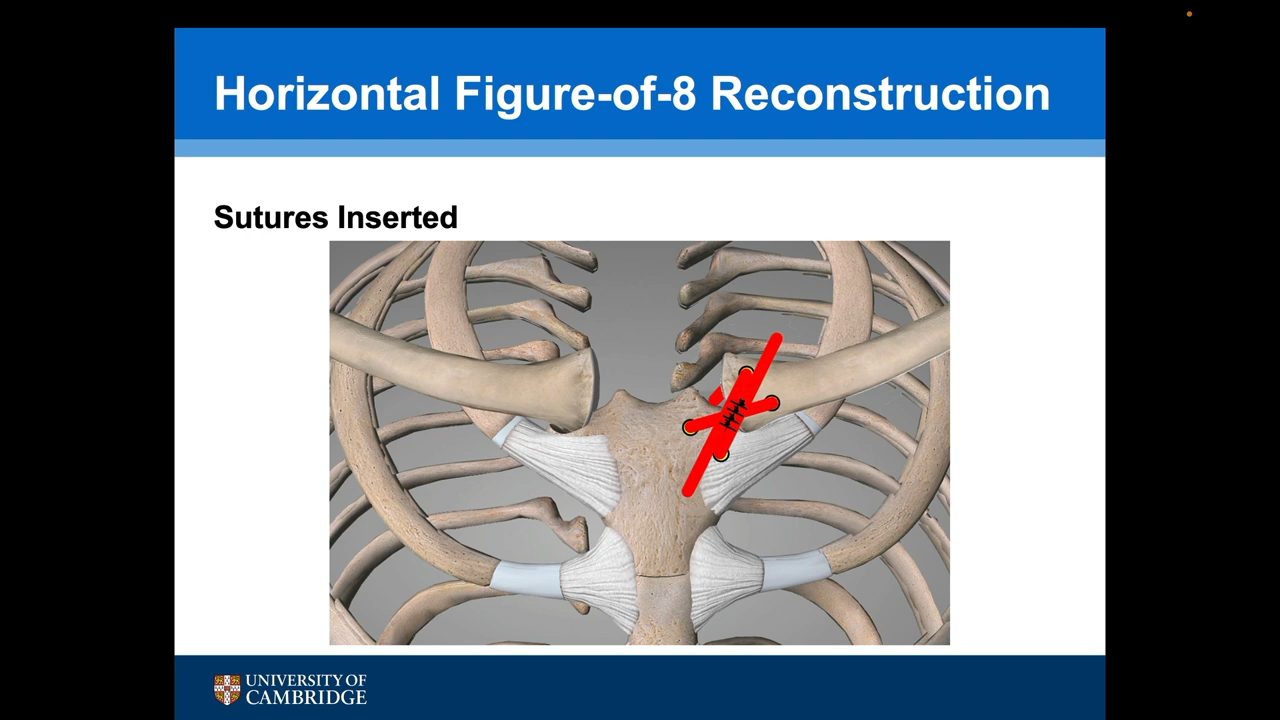 Horizontal Figure-of-8 Reconstruction
Sutures Inserted
UNIVERSITY OF
CAMBRIDGE